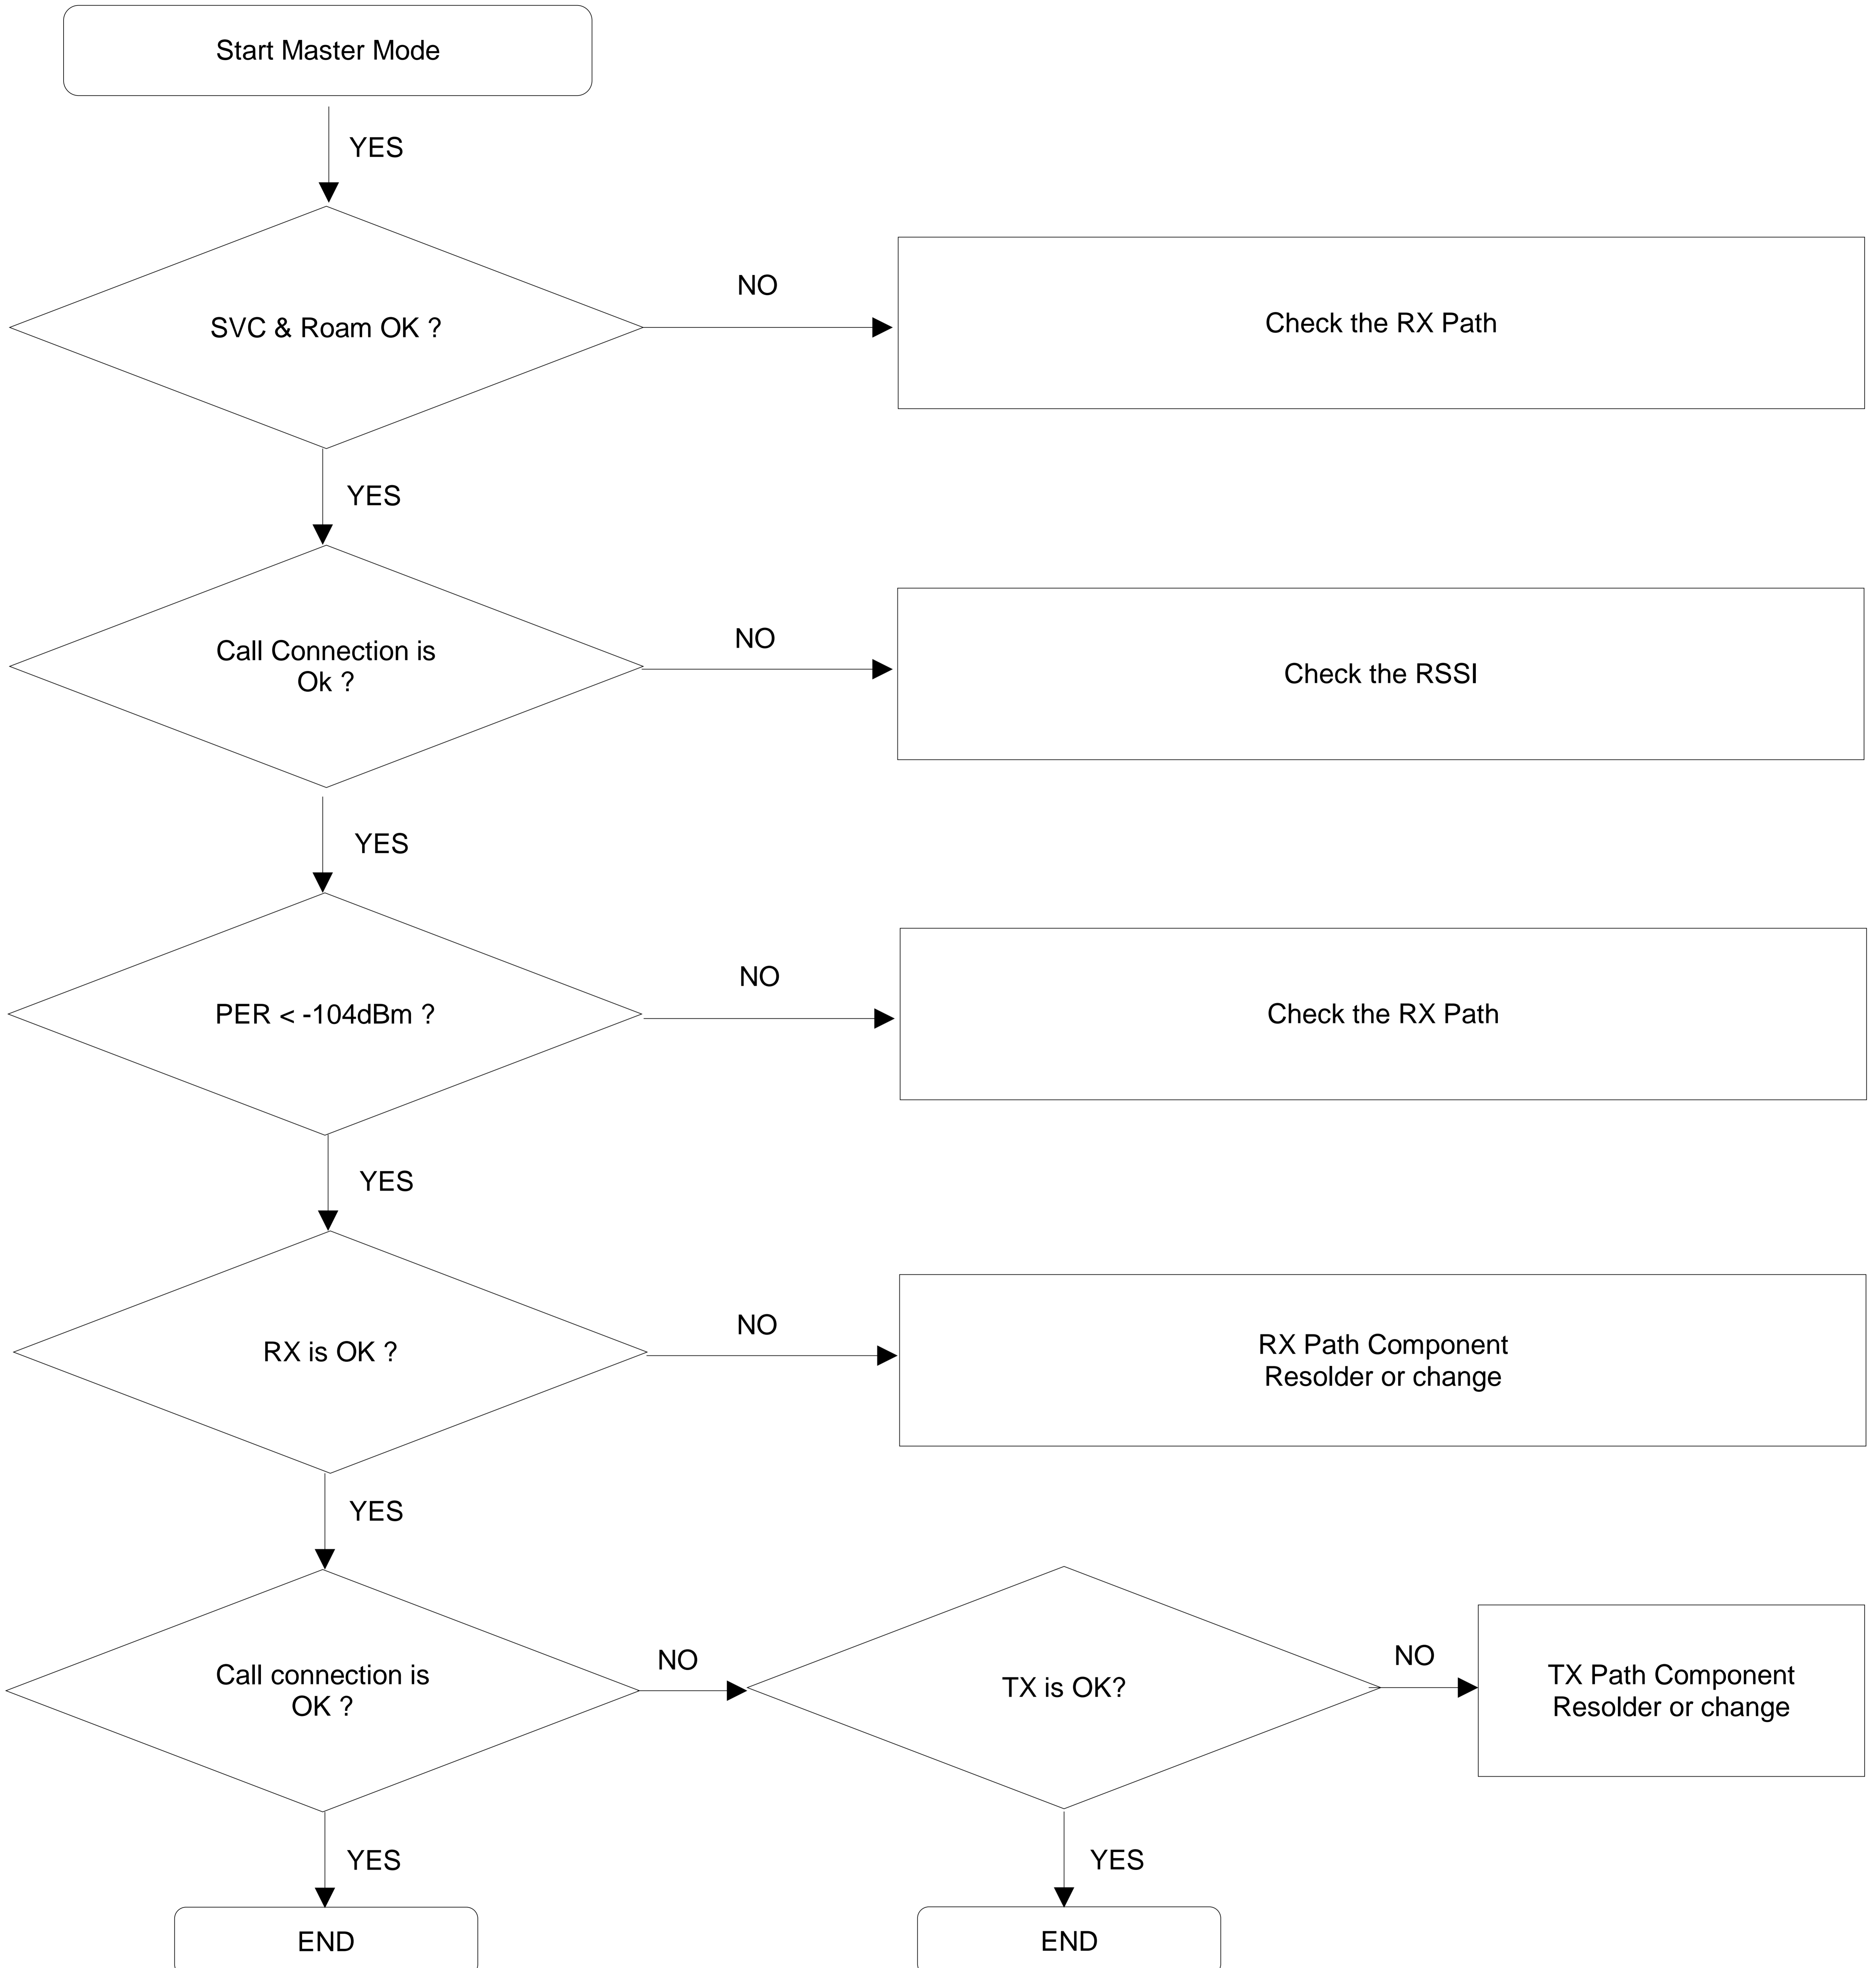 Start Master Mode
YES
SVC & Roam OK ?
NO
Check the RX Path
YES
Call Connection is
Ok ?
NO
Check the RSSI
YES
PER < -104dBm ?
NO
Check the RX Path
YES
RX is OK ?
NO
RX Path Component
Resolder or change
YES
Call connection is
OK ?
NO
TX is OK?
NO
TX Path Component
Resolder or change
YES
YES
END
END